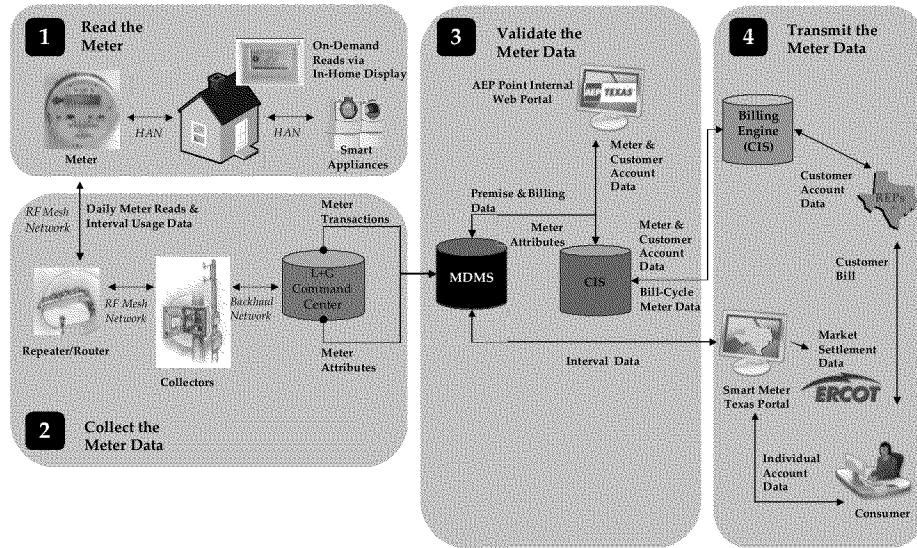 1
Read the
Meter
On-Demand
Reads via
In-Home Display
HAN
HAN
Meter
Smart
Appliances
RF Mesh
Network
Daily Meter Reads &
Interval Usage Data
Meter
Transactions
L+G
Command
Center
RF Mesh
Network
Backhaul
Network
Repeater/Router
Collectors
Meter
Attributes
2
Collect the
Meter Data
3
Validate the
Meter Data
AEP Point Internal
Web Portal
AEP TEXAS
Meter &
Customer
Account
Data
Premise & Billing
Data
Meter
Attributes
MDMS
CIS
Meter &
Customer
Account Data
Bill-Cycle
Meter Data
Interval Data
4
Transmit the
Meter Data
Billing
Engine
(CIS)
Customer
Account
Data
REPs
Customer
Bill
Market
Settlement
Data
ERCOT
Smart Meter
Texas Portal
Individual
Account
Data
Consumer